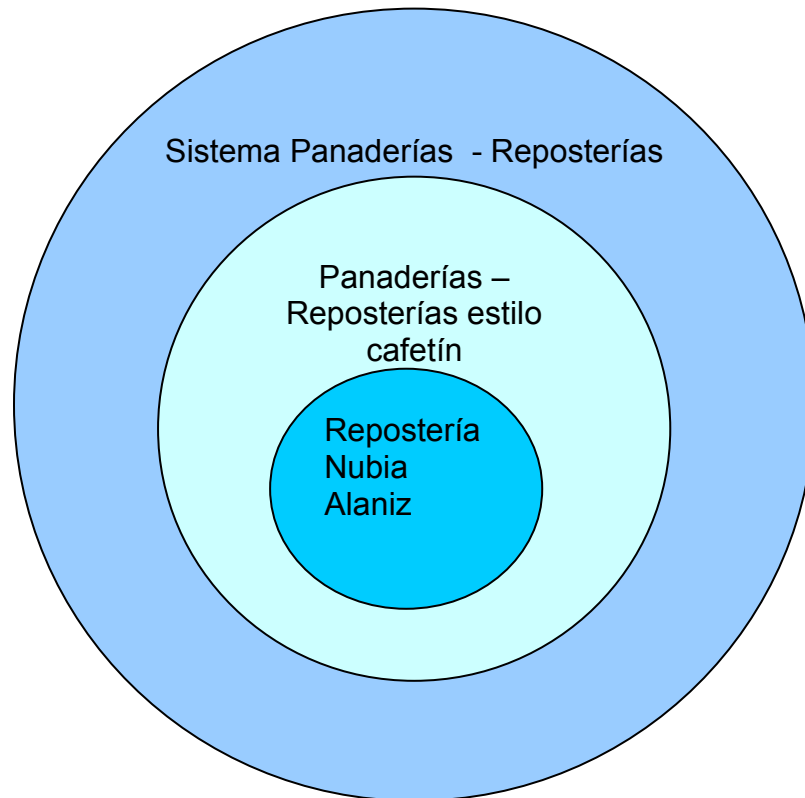 Sistema Panaderías - Reposterías
Panaderías –
Reposterías estilo
cafetín
Repostería
Nubia
Alaniz